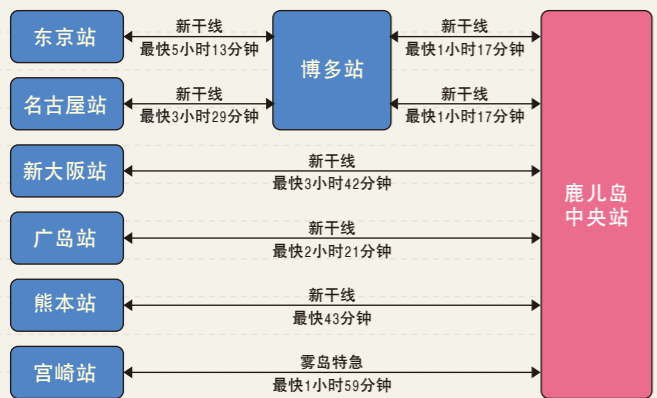 东京站
新干线
最快5小时13分钟
博多站
新干线
最快1小时17分钟
名古屋站
新干线
最快3小时29分钟
新干线
最快1小时17分钟
新大阪站
新干线
最快3小时42分钟
鹿儿岛
中央站
广岛站
新干线
最快2小时21分钟
熊本站
新干线
最快43分钟
宫崎站
雾岛特急
最快1小时59分钟